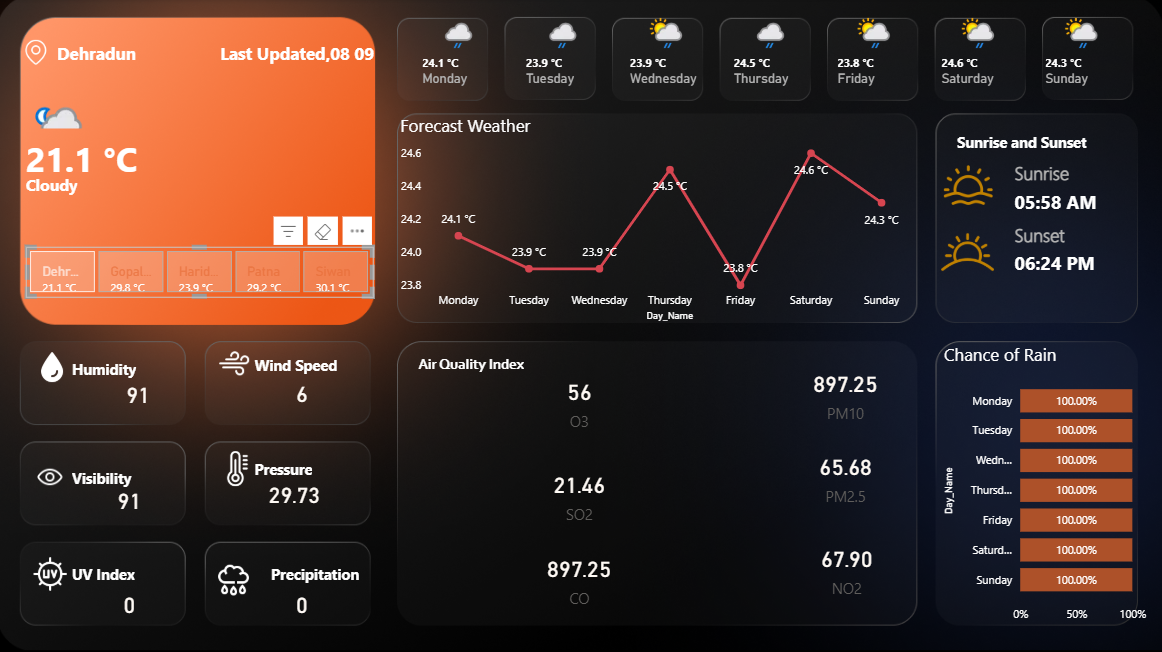 Dehradun
Last Updated,08 09
21.1 °C
Cloudy
Dehr... Gopal... Harid... Patna Siwan
21.1 °C 29.8 °C 23.9 °C 29.2 °C 30.1 °C
24.1 °C
Monday
23.9 °C
Tuesday
23.9 °C
Wednesday
24.5 °C
Thursday
23.8 °C
Friday
24.6 °C
Saturday
24.3 °C
Sunday
Forecast Weather
24.6
24.4
24.2
24.0
23.8
24.1 °C
23.9 °C
23.9 °C
24.5 °C
23.8 °C
24.6 °C
24.3 °C
Monday Tuesday Wednesday Thursday Friday Saturday Sunday
Day_Name
Sunrise and Sunset
Sunrise
05:58 AM
Sunset
06:24 PM
Humidity
91
Wind Speed
6
Visibility
91
Pressure
29.73
UV
UV Index
0
Precipitation
0
Air Quality Index
56
O3
897.25
PM10
21.46
SO2
65.68
PM2.5
897.25
CO
67.90
NO2
Chance of Rain
Day_Name
Monday 100.00%
Tuesday 100.00%
Wedn... 100.00%
Thursd... 100.00%
Friday 100.00%
Saturd... 100.00%
Sunday 100.00%
0% 50% 100%